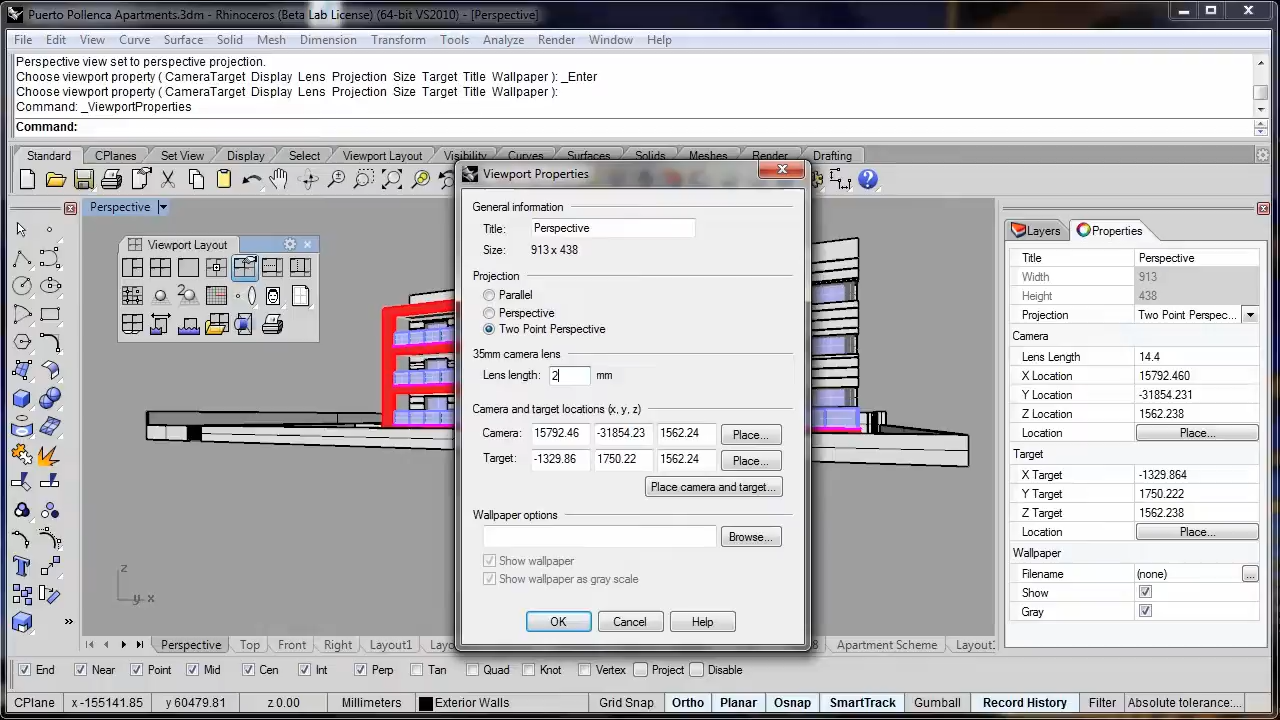 Puerto Pollenca Apartments.3dm - Rhinoceros (Beta Lab License) (64-bit VS2010) - [Perspective]
File Edit View Curve Surface Solid Mesh Dimension Transform Tools Analyze Render Window Help
Perspective view set to perspective projection.
Choose viewport property ( CameraTarget Display Lens Projection Size Target Title Wallpaper ): _Enter
Choose viewport property ( CameraTarget Display Lens Projection Size Target Title Wallpaper ):
Command: _ViewportProperties
Command:
Standard CPlanes Set View Display Select Viewport Layout Visibility Curves Surfaces Solids Meshes Render Drafting
Perspective
Viewport Layout
Viewport Properties
General information
Title: Perspective
Size: 913 x 438
Projection
Parallel
Perspective
Two Point Perspective
35mm camera lens
Lens length: 2 mm
Camera and target locations (x, y, z)
Camera: 15792.46 -31854.23 1562.24 Place...
Target: -1329.86 1750.22 1562.24 Place...
Place camera and target...
Wallpaper options
Browse...
Show wallpaper
Show wallpaper as gray scale
OK Cancel Help
Layers Properties
Title Perspective
Width 913
Height 438
Projection Two Point Perspec...
Camera
Lens Length 14.4
X Location 15792.460
Y Location -31854.231
Z Location 1562.238
Location Place...
Target
X Target -1329.864
Y Target 1750.222
Z Target 1562.238
Location Place...
Wallpaper
Filename (none) ...
Show
Gray
z
y x
Perspective Top Front Right Layout1 Layo 8 Apartment Scheme Layout1
End Near Point Mid Cen Int Perp Tan Quad Knot Vertex Project Disable
CPlane x -155141.85 y 60479.81 z 0.00 Millimeters Exterior Walls Grid Snap Ortho Planar Osnap SmartTrack Gumball Record History Filter Absolute tolerance:...